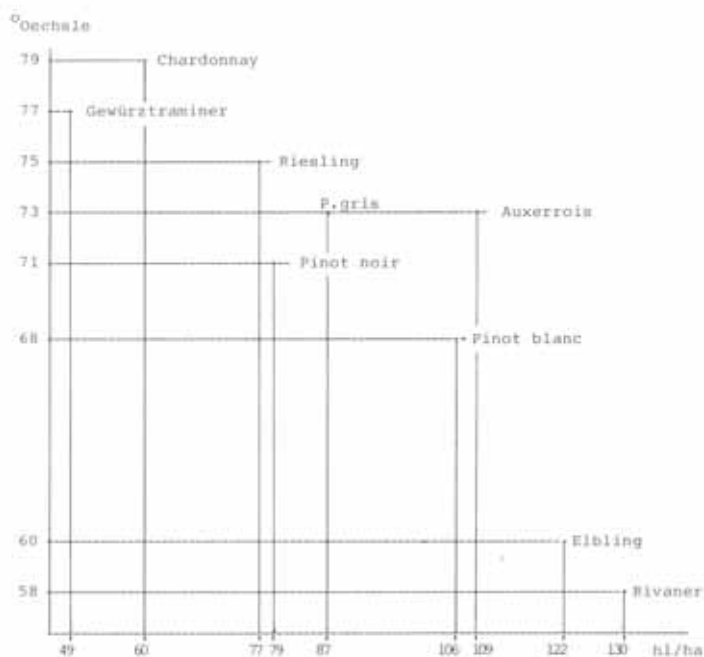 °Oechsle
79 Chardonnay
77 Gewürztraminer
75 Riesling
P.gris
73 Auxerrois
71 Pinot noir
68 Pinot blanc
60 Elbling
58 Rivaner
49 60 77 79 87 106 109 122 130 hl/ha